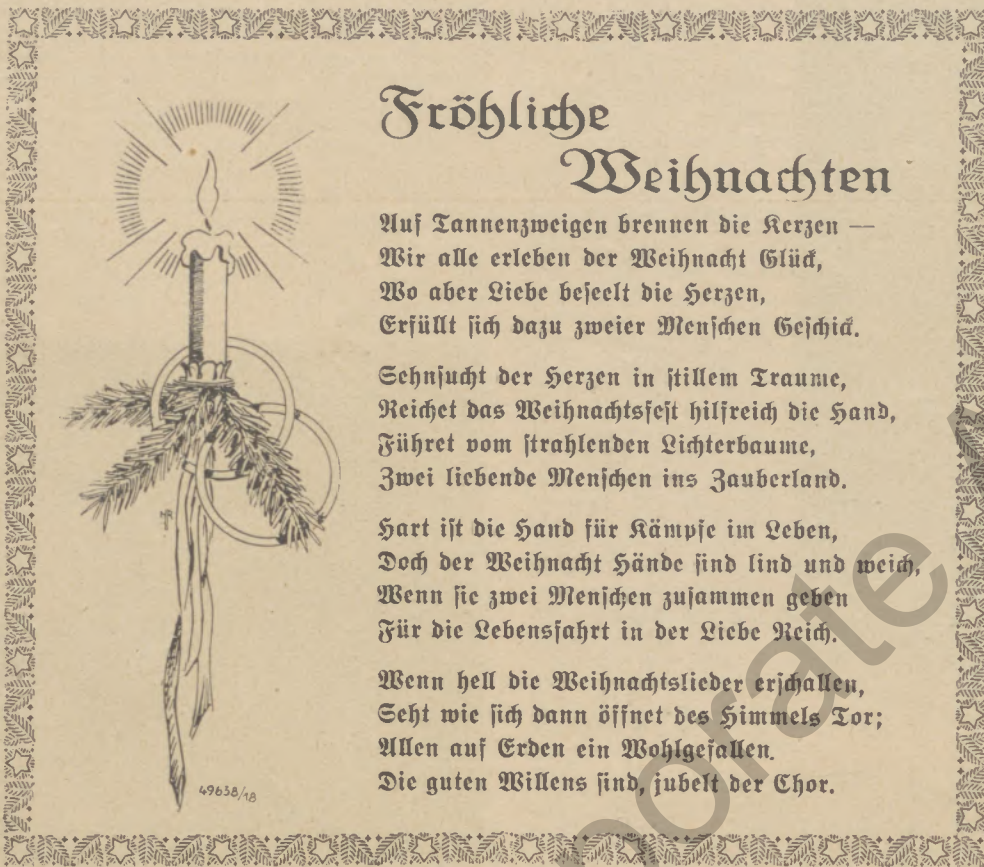 Fröhliche
Weihnachten
Auf Tannenzweigen brennen die Kerzen —
Wir alle erleben der Weihnacht Glück,
Wo aber Liebe beseelt die Herzen,
Erfüllt sich dazu zweier Menschen Geschick.
Sehnsucht der Herzen in stillem Traume,
Reichet das Weihnachtsfest hilfreich die Hand,
Führet vom strahlenden Lichterbaume,
Zwei liebende Menschen ins Zauberland.
Hart ist die Hand für Kämpfe im Leben,
Doch der Weihnacht Hände sind lind und weich,
Wenn sie zwei Menschen zusammen geben
Für die Lebensfahrt in der Liebe Reich.
Wenn hell die Weihnachtslieder erschallen,
Seht wie sich dann öffnet des Himmels Tor;
Allen auf Erden ein Wohlgefallen.
Die guten Willens sind, jubelt der Chor.
49638/18